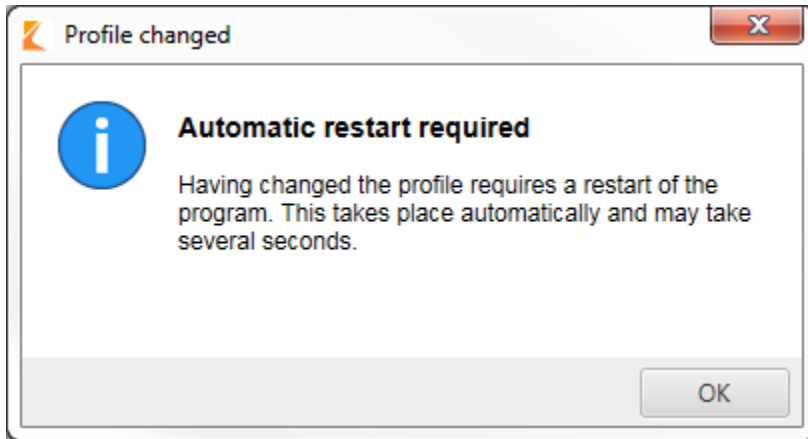 Profile changed
Automatic restart required
Having changed the profile requires a restart of the
program. This takes place automatically and may take
several seconds.
OK